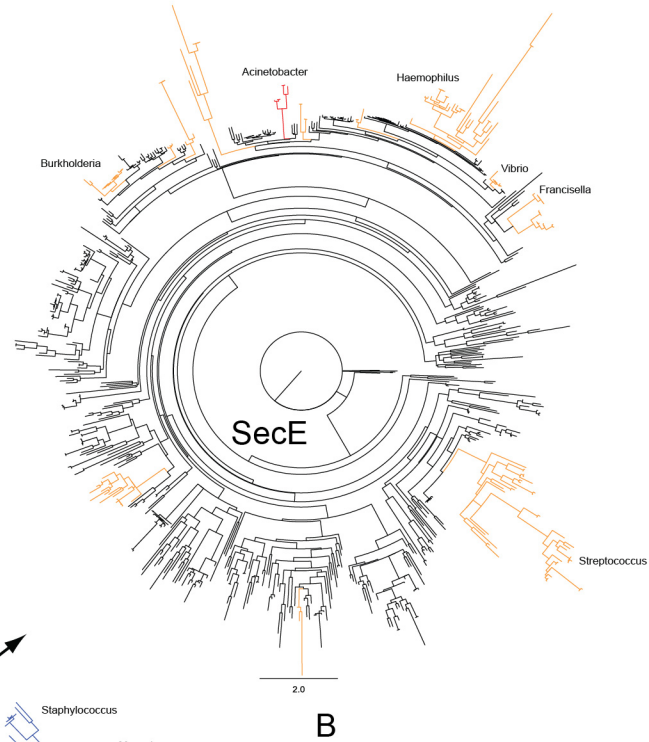 Acinetobacter
Haemophilus
Burkholderia
Vibrio
Francisella
SecE
Streptococcus
2.0
Staphylococcus
B